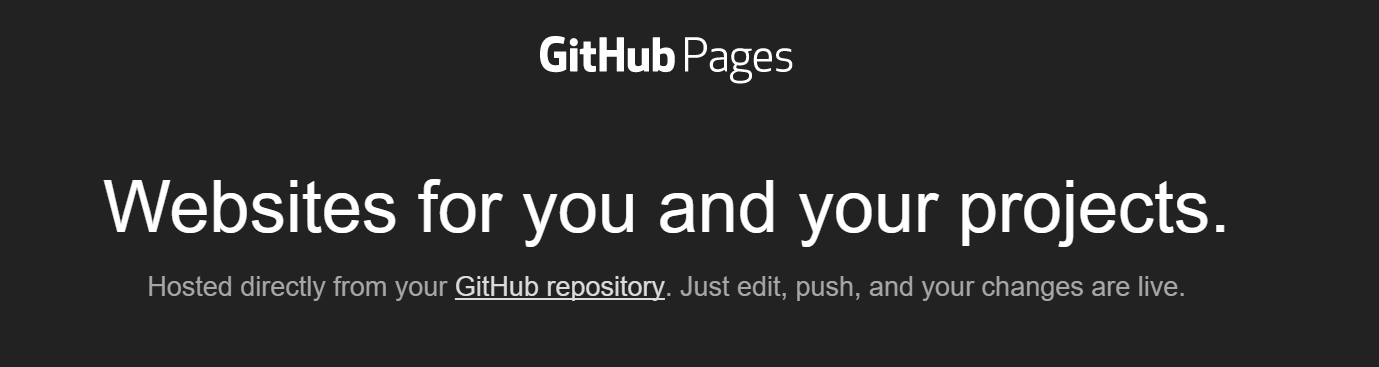 GitHub Pages
Websites for you and your projects.
Hosted directly from your GitHub repository. Just edit, push, and your changes are live.